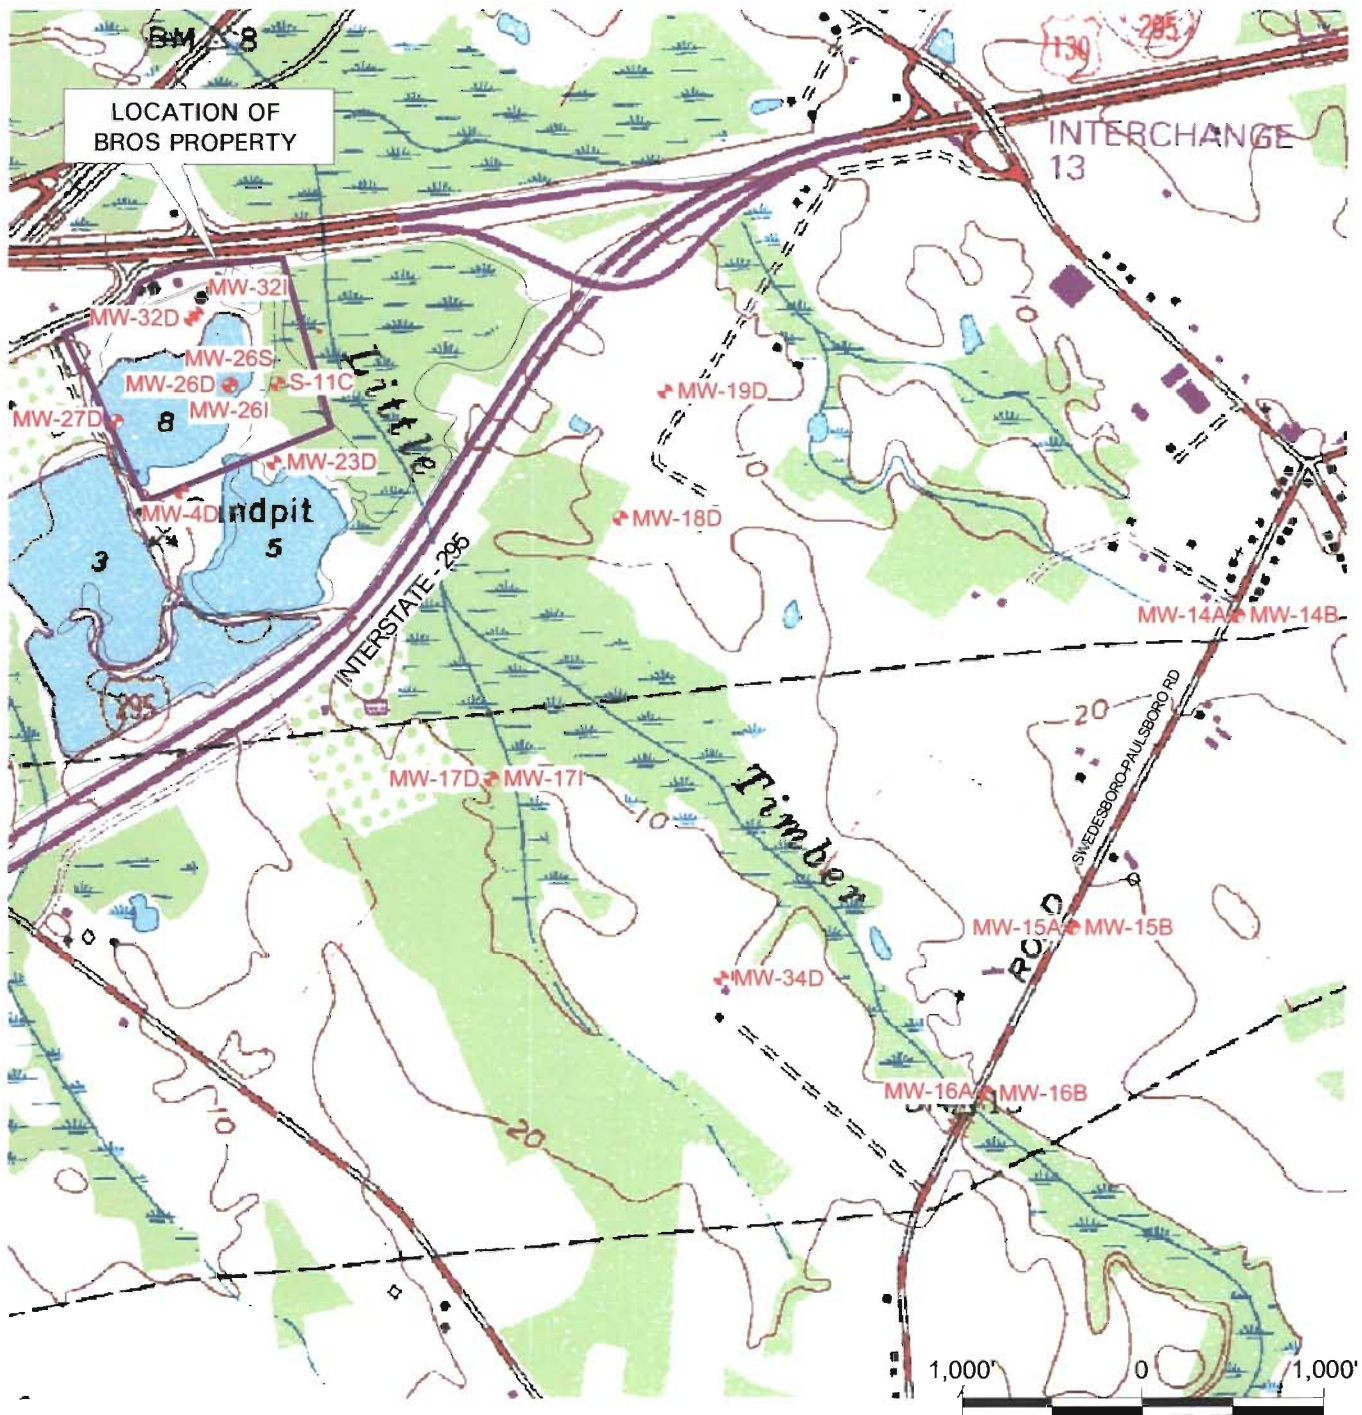 BM 8
130
295
LOCATION OF
BROS PROPERTY
INTERCHANGE
13
MW-32I
MW-32D
MW-26S
MW-26D
S-11C
MW-26I
MW-27D
8
MW-23D
MW-4D
ndpit
3
5
Little
MW-19D
10
10
MW-18D
INTERSTATE - 295
MW-14A
MW-14B
295
20
SWEDESBORO-PAULSBORO RD
MW-17D
MW-17I
10
Timber
MW-15A
MW-15B
MW-34D
MW-16A
MW-16B
10
20
1,000'
0
1,000'